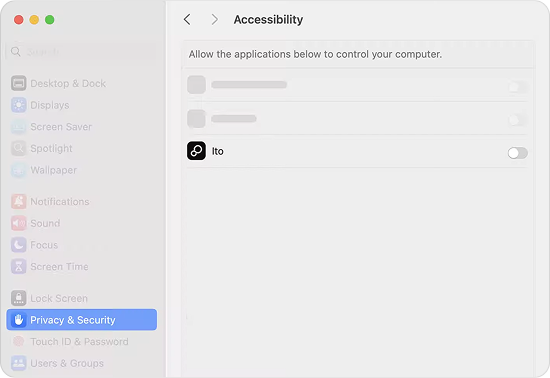 Accessibility
Search
Allow the applications below to control your computer.
Desktop & Dock
Displays
Screen Saver
Spotlight
Wallpaper
Notifications
Sound
Focus
Screen Time
Lock Screen
Privacy & Security
Touch ID & Password
Users & Groups
Ito